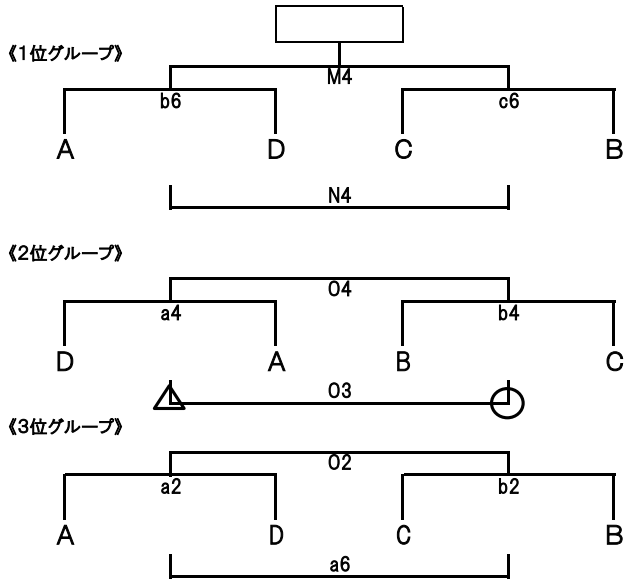 《1位グループ》
M4
b6 c6
A D C B
N4
《2位グループ》
O4
a4 b4
D A B C
O3
《3位グループ》
O2
a2 b2
A D C B
a6